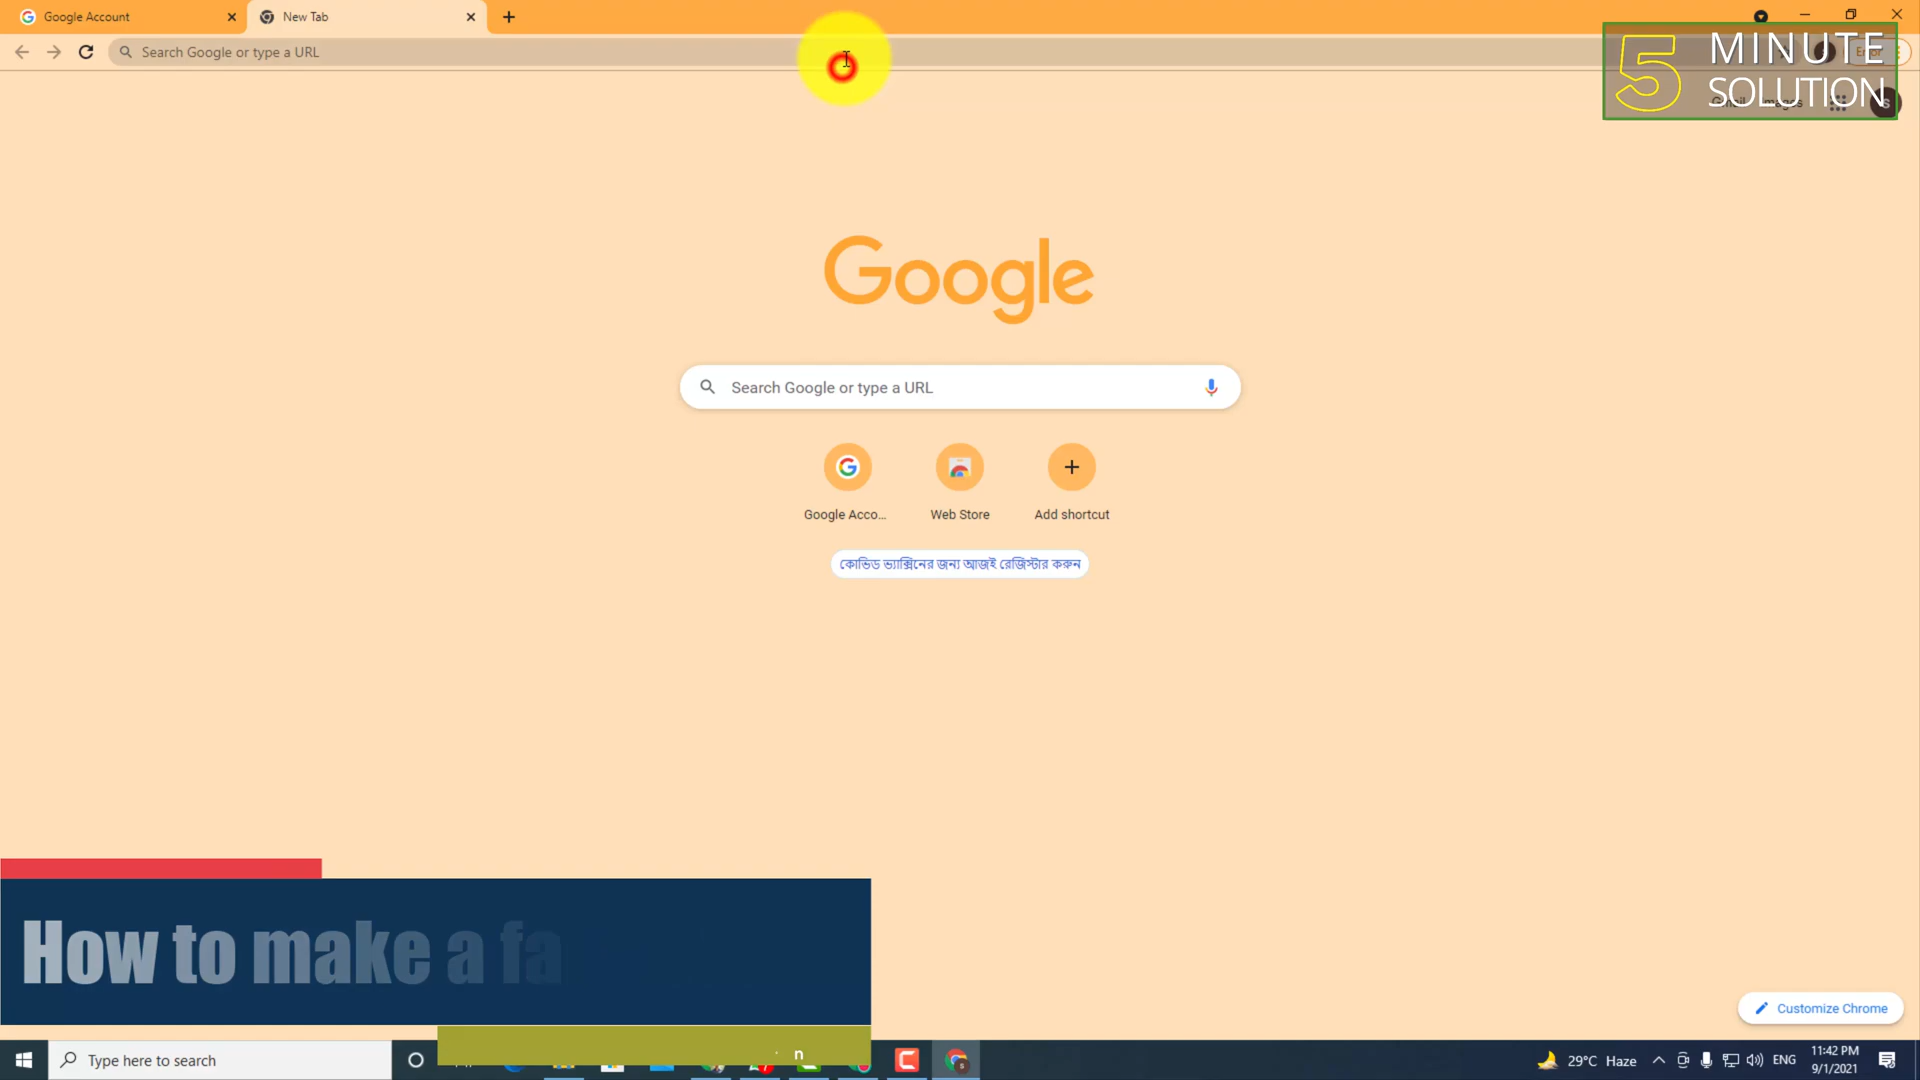 Google Account
New Tab
Search Google or type a URL
5 MINUTE
SOLUTION
Google
Search Google or type a URL
Google Acco...
Web Store
Add shortcut
কোভিড ভ্যাক্সিনের জন্য আজই রেজিস্টার করুন
How to make a fa
n
Customize Chrome
Type here to search
29°C Haze
ENG
11:42 PM
9/1/2021